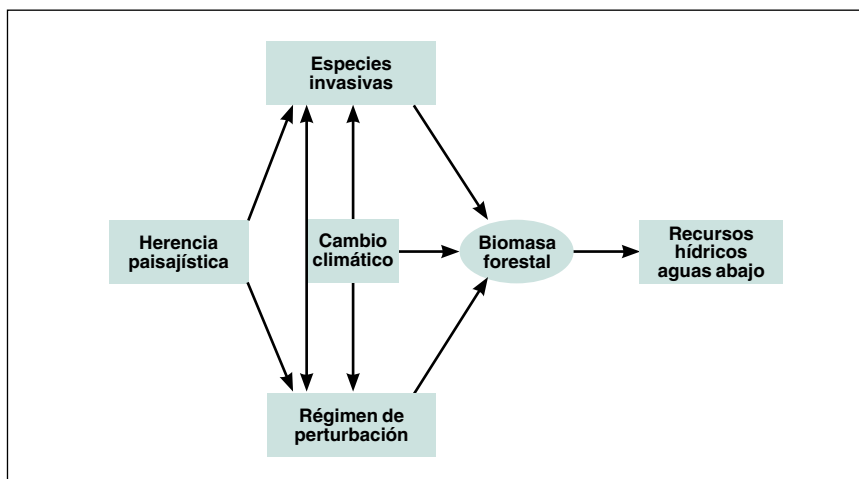 Especies
invasivas
Herencia
paisajística
Cambio
climático
Biomasa
forestal
Recursos
hídricos
aguas abajo
Régimen de
perturbación